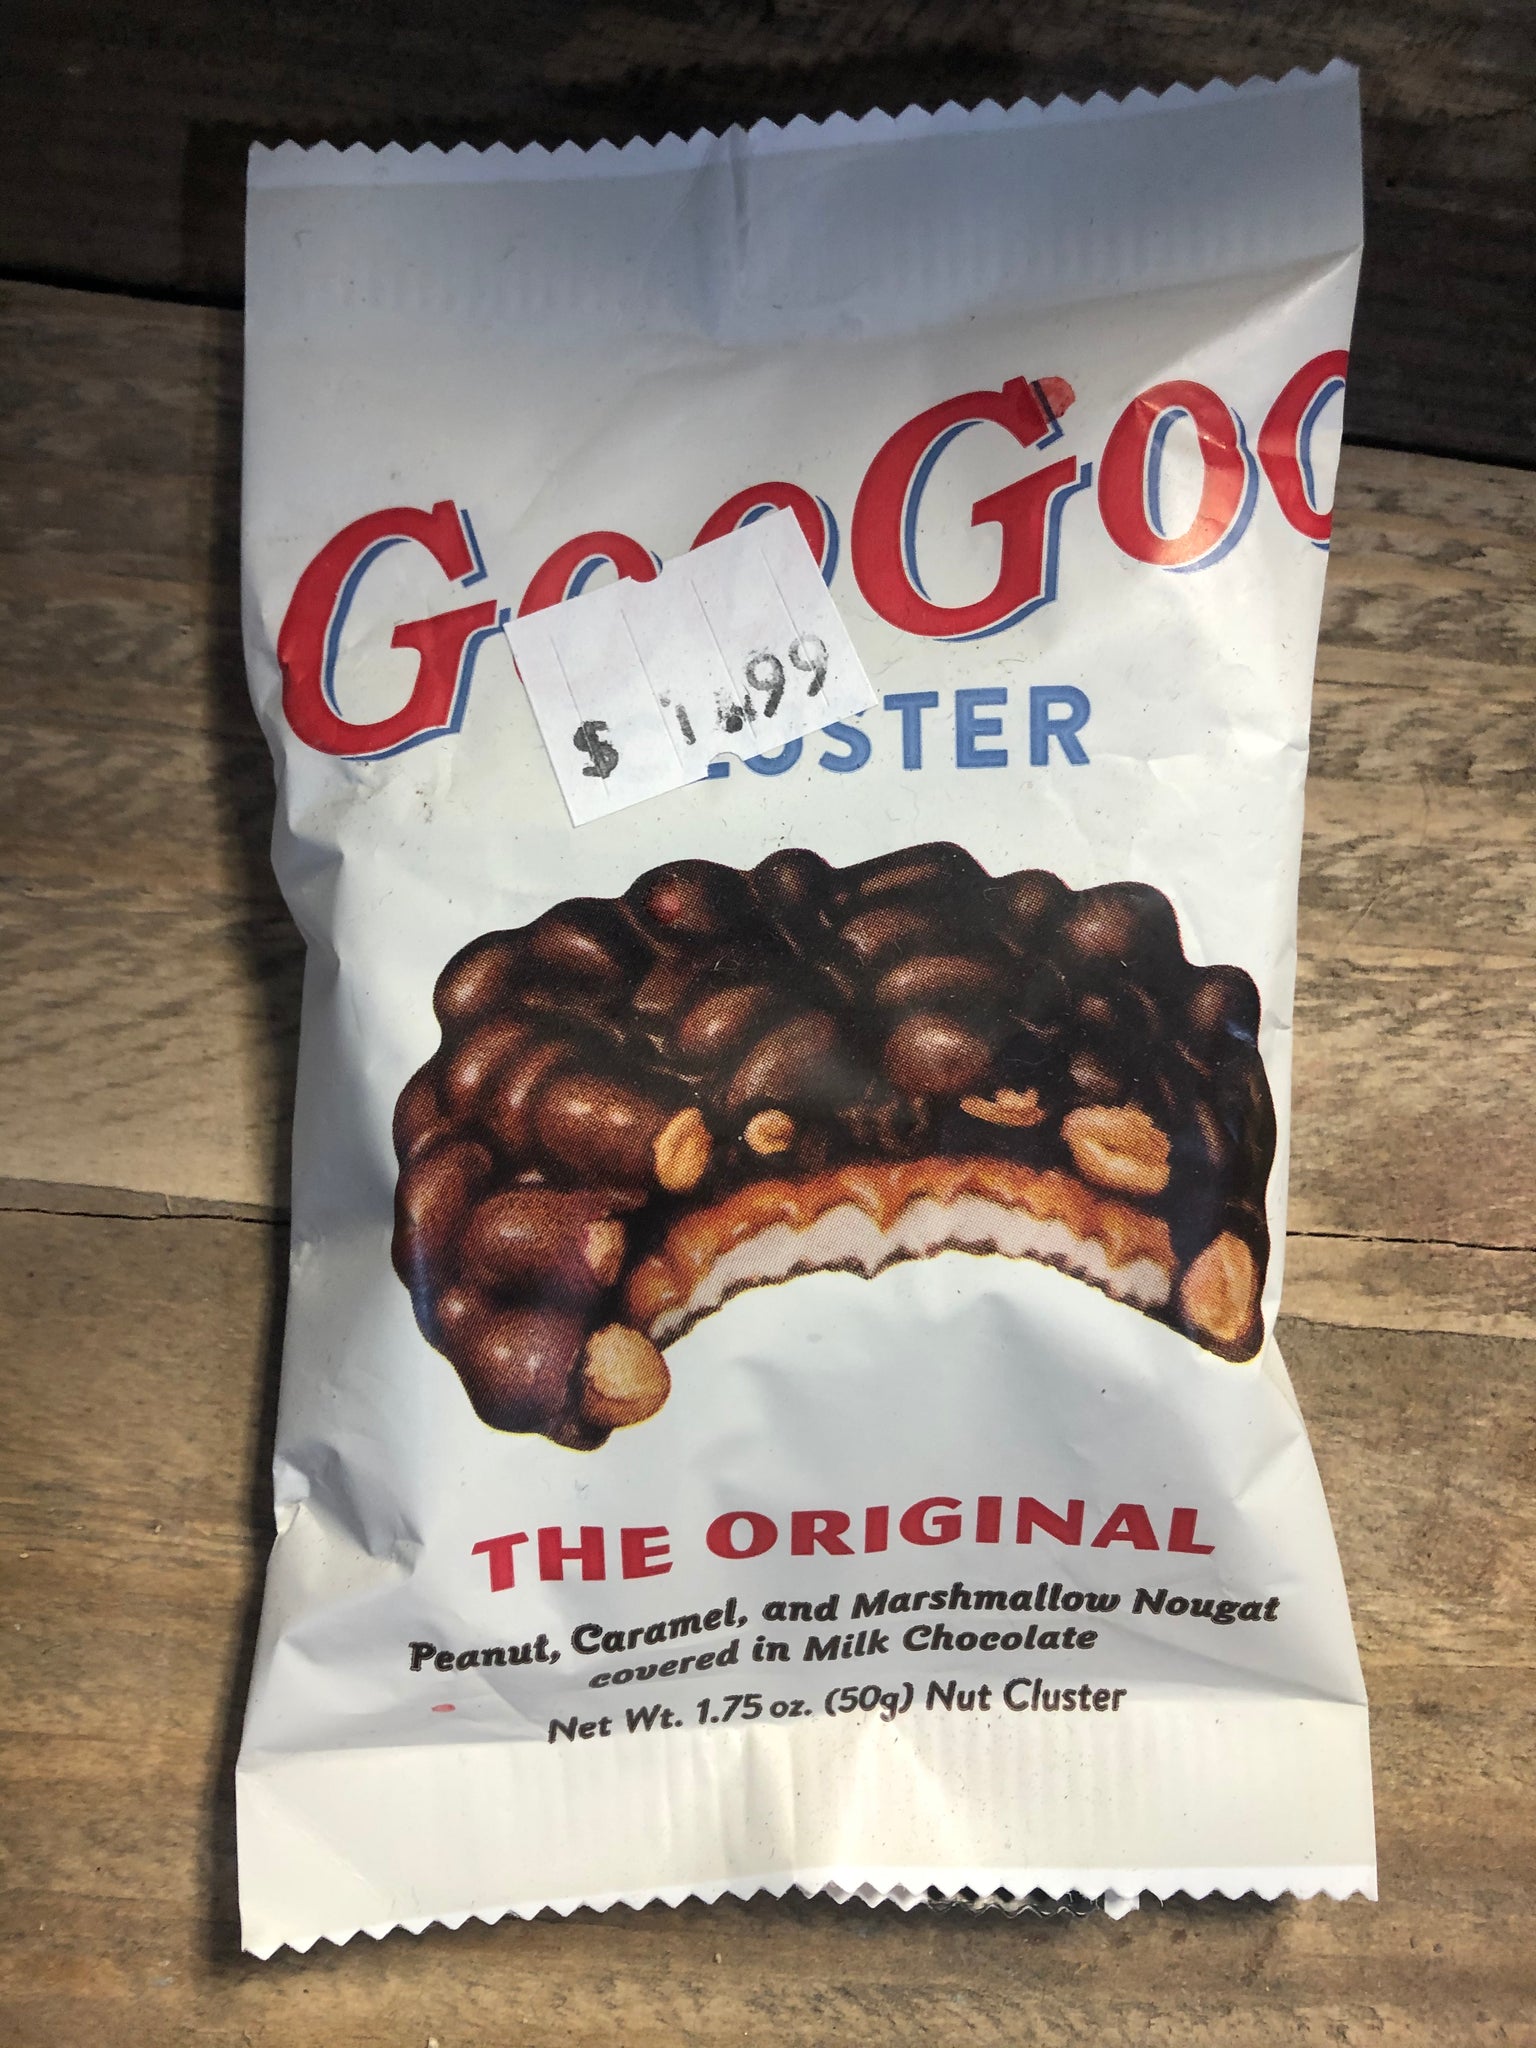 GooGoo
$ 1.99
CLUSTER
THE ORIGINAL
Peanut, Caramel, and Marshmallow Nougat
covered in Milk Chocolate
Net Wt. 1.75 oz. (50g) Nut Cluster